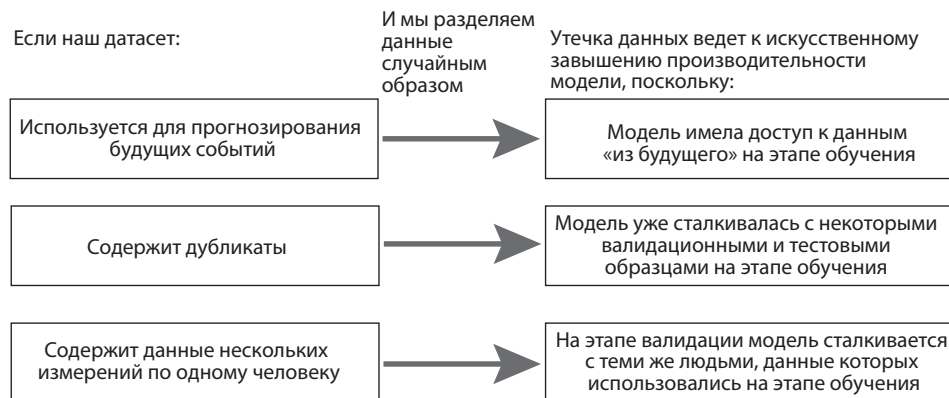 Если наш датасет:
И мы разделяем
данные
случайным
образом
Утечка данных ведет к искусственному
завышению производительности
модели, поскольку:
Используется для прогнозирования
будущих событий
Модель имела доступ к данным
«из будущего» на этапе обучения
Содержит дубликаты
Модель уже сталкивалась с некоторыми
валидационными и тестовыми
образцами на этапе обучения
Содержит данные нескольких
измерений по одному человеку
На этапе валидации модель сталкивается
с теми же людьми, данные которых
использовались на этапе обучения